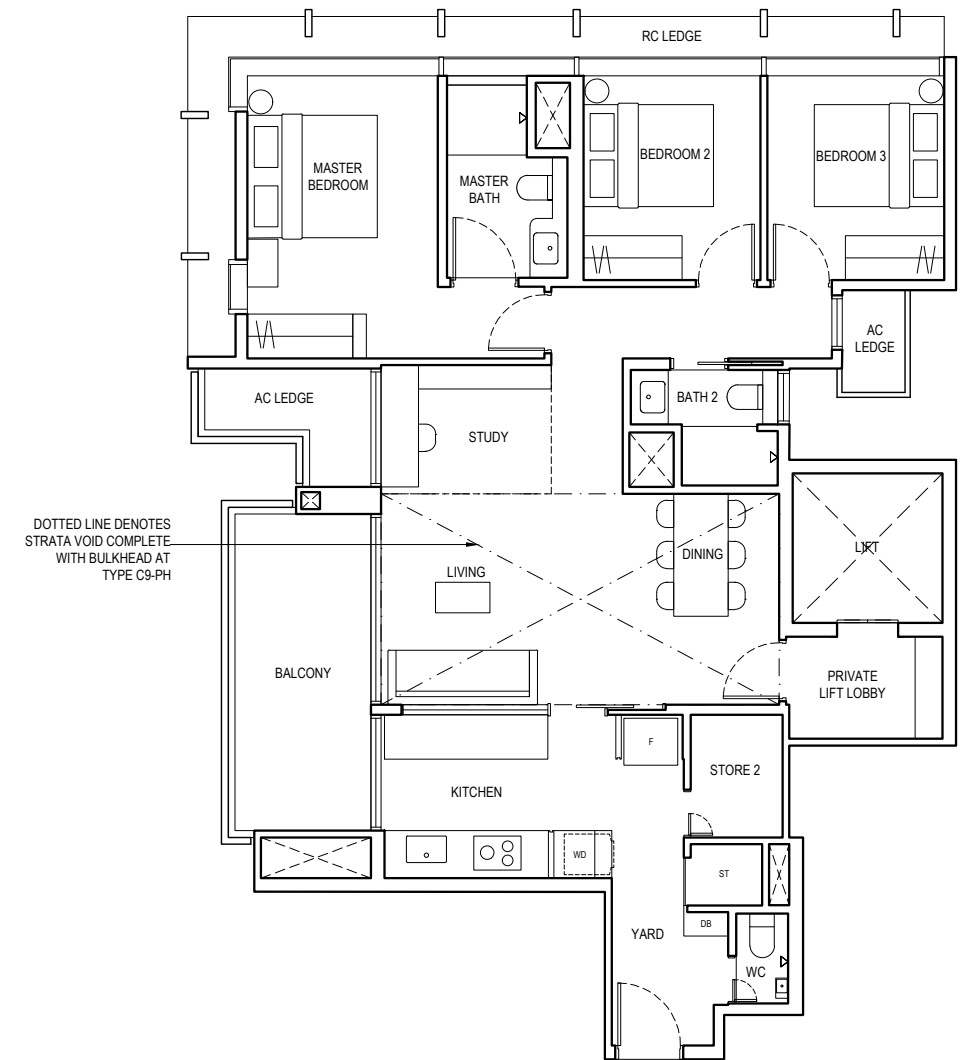 RC LEDGE
MASTER
BEDROOM
MASTER
BATH
BEDROOM 2
BEDROOM 3
AC
LEDGE
AC LEDGE
BATH 2
STUDY
DOTTED LINE DENOTES
STRATA VOID COMPLETE
WITH BULKHEAD AT
TYPE C9-PH
LIVING
DINING
LIFT
BALCONY
PRIVATE
LIFT LOBBY
F
STORE 2
KITCHEN
WD
ST
DB
YARD
WC